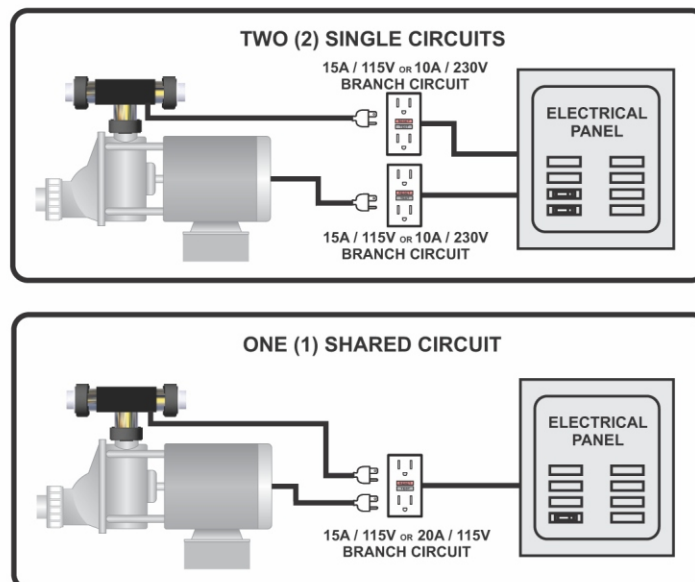 TWO (2) SINGLE CIRCUITS
15A / 115V OR 10A / 230V
BRANCH CIRCUIT
ELECTRICAL
PANEL
15A / 115V OR 10A / 230V
BRANCH CIRCUIT
ONE (1) SHARED CIRCUIT
ELECTRICAL
PANEL
15A / 115V OR 20A / 115V
BRANCH CIRCUIT